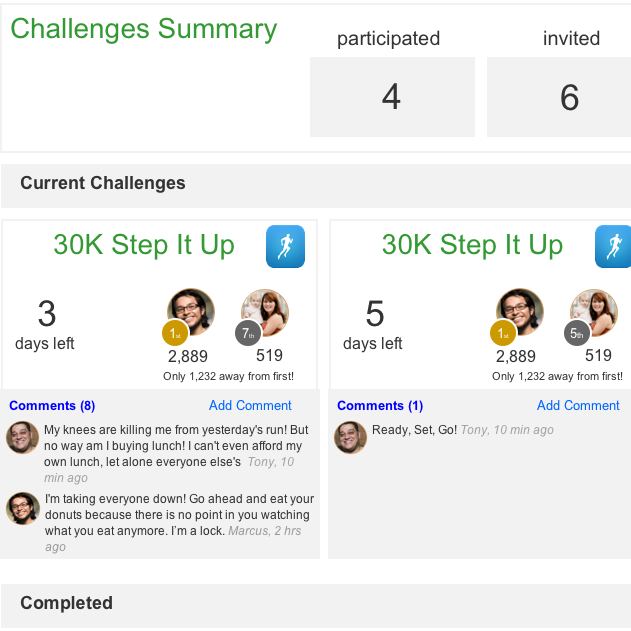 Challenges Summary
participated
invited
4
6
Current Challenges
30K Step It Up
3
days left
1st
7th
2,889
519
Only 1,232 away from first!
Comments (8)
Add Comment
My knees are killing me from yesterday's run! But
no way am I buying lunch! I can't even afford my
own lunch, let alone everyone else's Tony, 10
min ago
I'm taking everyone down! Go ahead and eat your
donuts because there is no point in you watching
what you eat anymore. I'm a lock. Marcus, 2 hrs
ago
30K Step It Up
5
days left
1st
5th
2,889
519
Only 1,232 away from first!
Comments (1)
Add Comment
Ready, Set, Go! Tony, 10 min ago
Completed